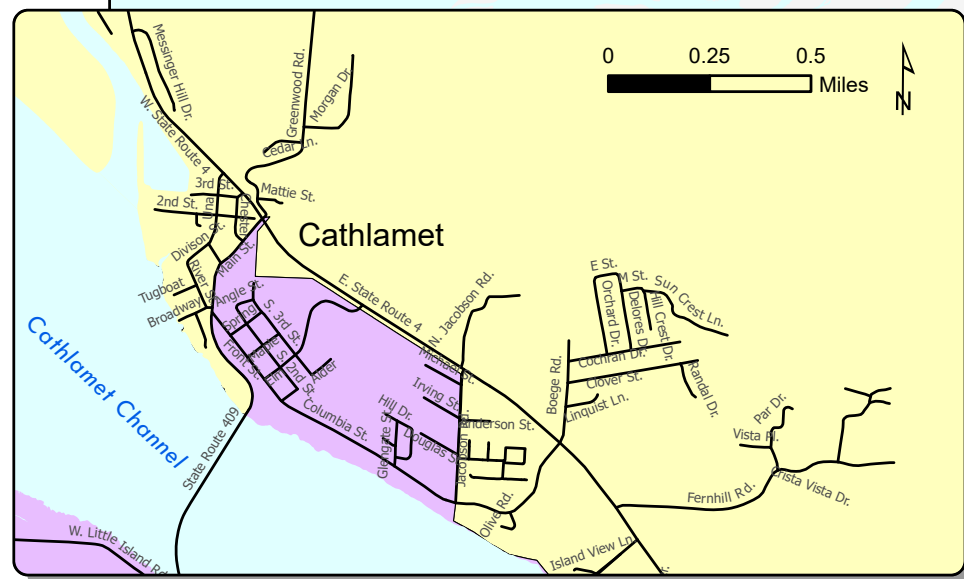 0 0.25 0.5
Miles
N
Messinger Hill Dr.
Greenwood Rd.
Morgan Dr.
W. State Route 4
Cedar Ln.
3rd St.
Mattie St.
2nd St.
Una
Chester
Cathlamet
Divison St.
Main St.
River
Tugboat
Angle St.
Broadway S
E. State Route 4
N. Jacobson Rd.
E St.
M St.
Sun Crest Ln.
Orchard Dr.
Delores D
Hill Crest Dr.
Spring
S. 3rd St.
Maple
Front St.
S. 2nd St.
Elm
Alder
Michael St.
Cochran Dr.
Boege Rd.
Clover St.
Randal Dr.
Linquist Ln.
Irving St.
Hill Dr.
Columbia St.
Anderson St.
Douglas S
Glengate St.
Jacobson Rd.
Par Dr.
Vista Pl.
Crista Vista Dr.
Fernhill Rd.
Olive Rd.
Cathlamet Channel
State Route 409
W. Little Island Rd
Island View Ln